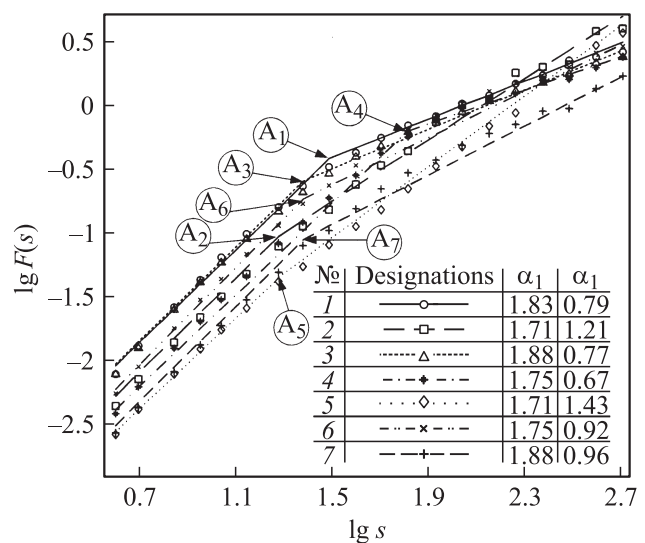 0.5
0
−0.5
−1
−1.5
−2
−2.5
lg F(s)
A₁
A₄
A₃
A₆
A₂
A₇
A₅
№ Designations α₁ α₁
1 1.83 0.79
2 1.71 1.21
3 1.88 0.77
4 1.75 0.67
5 1.71 1.43
6 1.75 0.92
7 1.88 0.96
0.7 1.1 1.5 1.9 2.3 2.7
lg s